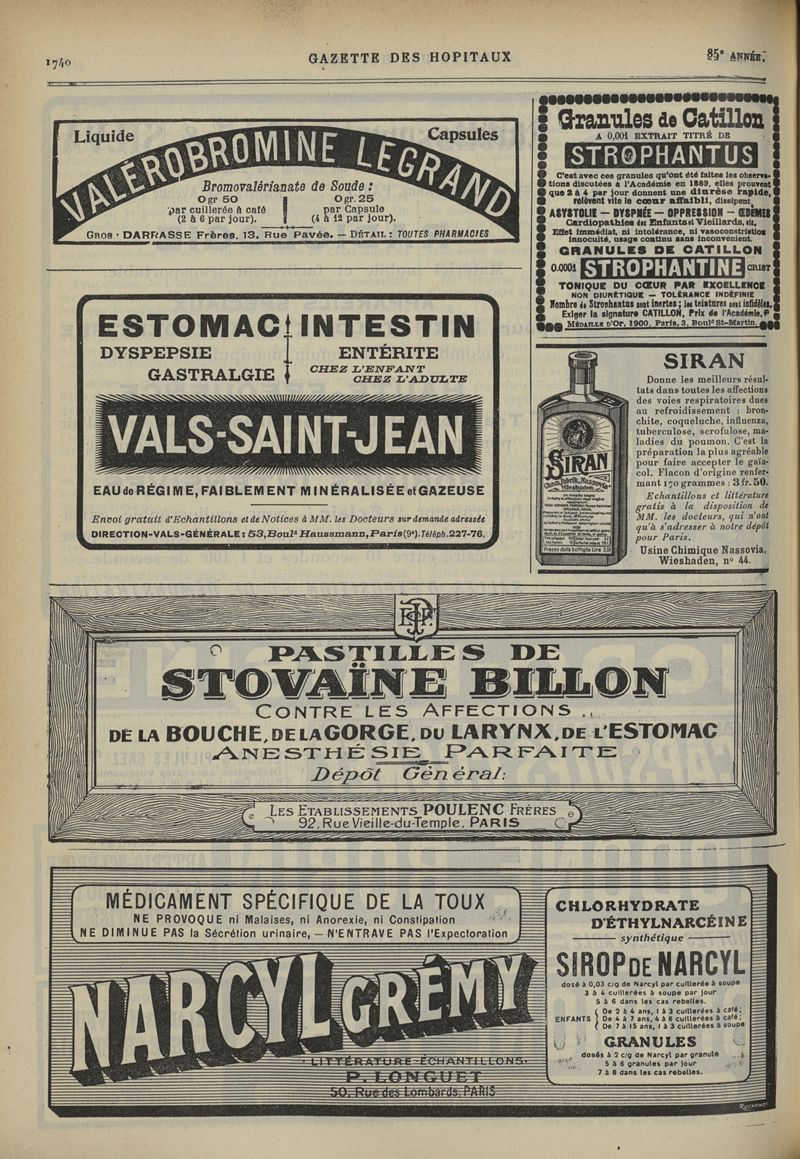 1740
GAZETTE DES HOPITAUX
85e ANNÉE.
Liquide
Capsules
VALÉROBROMINE LEGRAND
Bromovalérianate de Soude :
0 gr 50
par cuillerée à café
(2 à 6 par jour).
0 gr. 25
par Capsule
(4 à 12 par jour).
GROS · DARRASSE Frères, 13, Rue Pavée. — DÉTAIL : TOUTES PHARMACIES
Granules de Catillon
A 0,001 EXTRAIT TITRÉ DE
STROPHANTUS
C'est avec ces granules qu'ont été faites les observa-
tions discutées à l'Académie en 1889, elles prouvent
que 2 à 4 par jour donnent une diurèse rapide,
relèvent vite le cœur affaibli, dissipent
ASYSTOLIE — DYSPNÉE — OPPRESSION — ŒDÈMES
Cardiopathies des Enfants et Vieillards, etc.
Effet immédiat, ni intolérance, ni vasoconstriction
innocuité, usage continu sans inconvénient.
GRANULES DE CATILLON
0.0001 STROPHANTINE CRIST
TONIQUE DU CŒUR PAR EXCELLENCE
NON DIURÉTIQUE — TOLÉRANCE INDÉFINIE
Nombre de Strophantus sont inertes ; les teintures sont infidèles,
Exiger la signature CATILLON, Prix de l'Académie,
MÉDAILLE D'OR, 1900. Paris, 3, Bould St-Martin.
ESTOMAC INTESTIN
DYSPEPSIE
GASTRALGIE
ENTÉRITE
CHEZ L'ENFANT
CHEZ L'ADULTE
VALS-SAINT-JEAN
EAU de RÉGIME, FAIBLEMENT MINÉRALISÉE et GAZEUSE
Envoi gratuit d'Echantillons et de Notices à MM. les Docteurs sur demande adressée
DIRECTION-VALS-GÉNÉRALE : 53, Bould Haussmann, Paris (9e). Téléph. 227-76.
SIRAN
Chem. Fabrik "Nassovia"
Wiesbaden
Prezzo della bottiglia Lire 3,50
SIRAN
Donne les meilleurs résul-
tats dans toutes les affections
des voies respiratoires dues
au refroidissement : bron-
chite, coqueluche, influenza,
tuberculose, scrofulose, ma-
ladies du poumon. C'est la
préparation la plus agréable
pour faire accepter le gaïa-
col. Flacon d'origine renfer-
mant 170 grammes : 3 fr. 50.
Echantillons et littérature
gratis à la disposition de
MM. les docteurs, qui n'ont
qu'à s'adresser à notre dépôt
pour Paris.
Usine Chimique Nassovia,
Wiesbaden, n° 44.
PASTILLES DE
STOVAÏNE BILLON
CONTRE LES AFFECTIONS
DE LA BOUCHE, DE LA GORGE, DU LARYNX, DE L'ESTOMAC
ANESTHÉSIE PARFAITE
Dépôt Général:
LES ETABLISSEMENTS POULENC FRÈRES
92, Rue Vieille-du-Temple, PARIS
MÉDICAMENT SPÉCIFIQUE DE LA TOUX
NE PROVOQUE ni Malaises, ni Anorexie, ni Constipation
NE DIMINUE PAS la Sécrétion urinaire, — N'ENTRAVE PAS l'Expectoration
NARCYL GRÉMY
LITTÉRATURE-ÉCHANTILLONS.
P. LONGUET
50, Rue des Lombards, PARIS
CHLORHYDRATE
D'ÉTHYLNARCÉINE
synthétique
SIROP DE NARCYL
dosé à 0,03 c/g de Narcyl par cuillerée à soupe
3 à 4 cuillerées à soupe par jour
5 à 6 dans les cas rebelles.
ENFANTS
De 2 à 4 ans, 1 à 3 cuillerées à café ;
De 4 à 7 ans, 4 à 6 cuillerées à café ;
De 7 à 15 ans, 1 à 3 cuillerées à soupe
GRANULES
dosés à 2 c/g de Narcyl par granule
5 à 6 granules par jour
7 à 8 dans les cas rebelles.